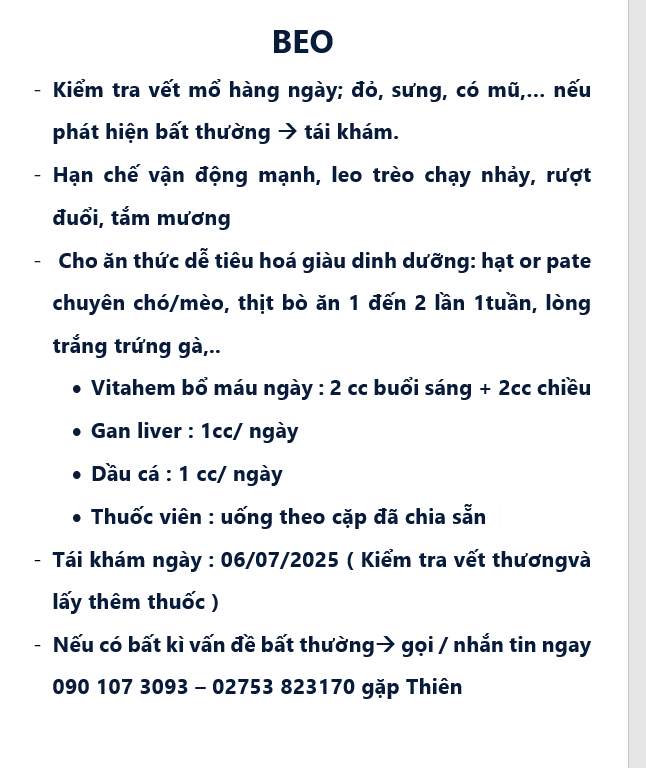 BEO
- Kiểm tra vết mổ hàng ngày; đỏ, sưng, có mũ,... nếu
phát hiện bất thường → tái khám.
- Hạn chế vận động mạnh, leo trèo chạy nhảy, rượt
đuổi, tắm mương
- Cho ăn thức dễ tiêu hoá giàu dinh dưỡng: hạt or pate
chuyên chó/mèo, thịt bò ăn 1 đến 2 lần 1tuần, lòng
trắng trứng gà,..
• Vitahem bổ máu ngày : 2 cc buổi sáng + 2cc chiều
• Gan liver : 1cc/ ngày
• Dầu cá : 1 cc/ ngày
• Thuốc viên : uống theo cặp đã chia sẵn
- Tái khám ngày : 06/07/2025 ( Kiểm tra vết thươngvà
lấy thêm thuốc )
- Nếu có bất kì vấn đề bất thường→ gọi / nhắn tin ngay
090 107 3093 – 02753 823170 gặp Thiên